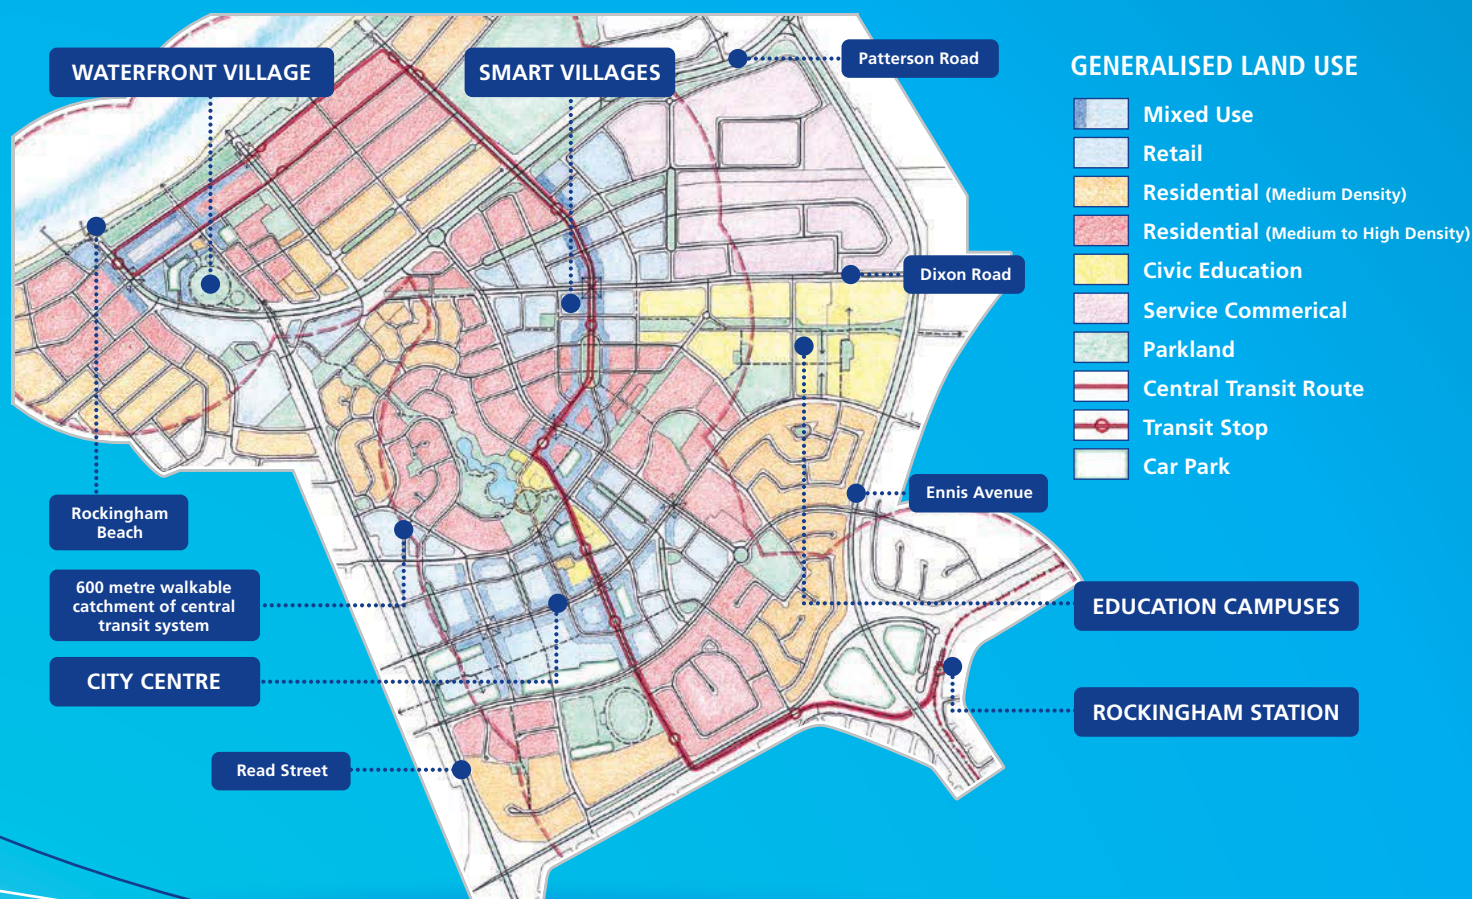 WATERFRONT VILLAGE
SMART VILLAGES
Patterson Road
Dixon Road
Ennis Avenue
Rockingham
Beach
600 metre walkable
catchment of central
transit system
CITY CENTRE
Read Street
EDUCATION CAMPUSES
ROCKINGHAM STATION
GENERALISED LAND USE
Mixed Use
Retail
Residential (Medium Density)
Residential (Medium to High Density)
Civic Education
Service Commerical
Parkland
Central Transit Route
Transit Stop
Car Park